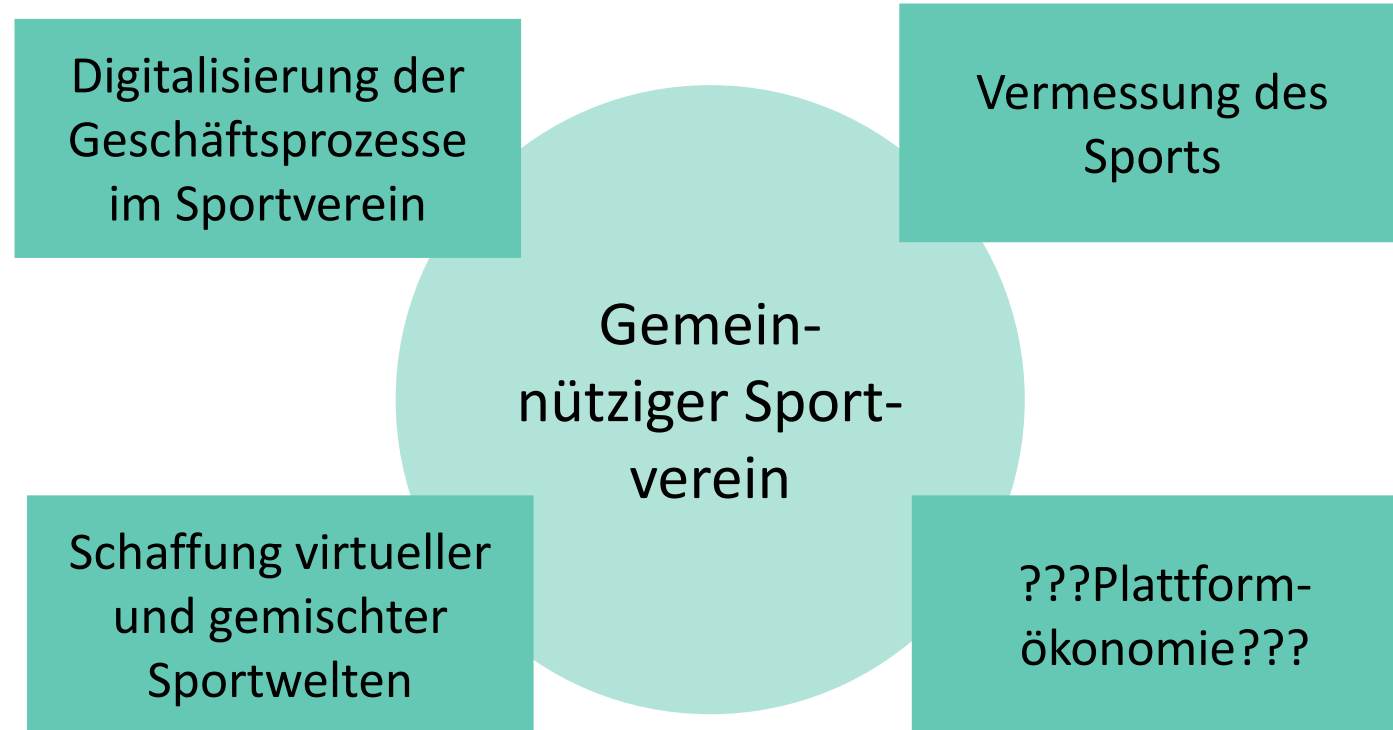 Digitalisierung der
Geschäftsprozesse
im Sportverein
Vermessung des
Sports
Gemein-
nütziger Sport-
verein
Schaffung virtueller
und gemischter
Sportwelten
???Plattform-
ökonomie???